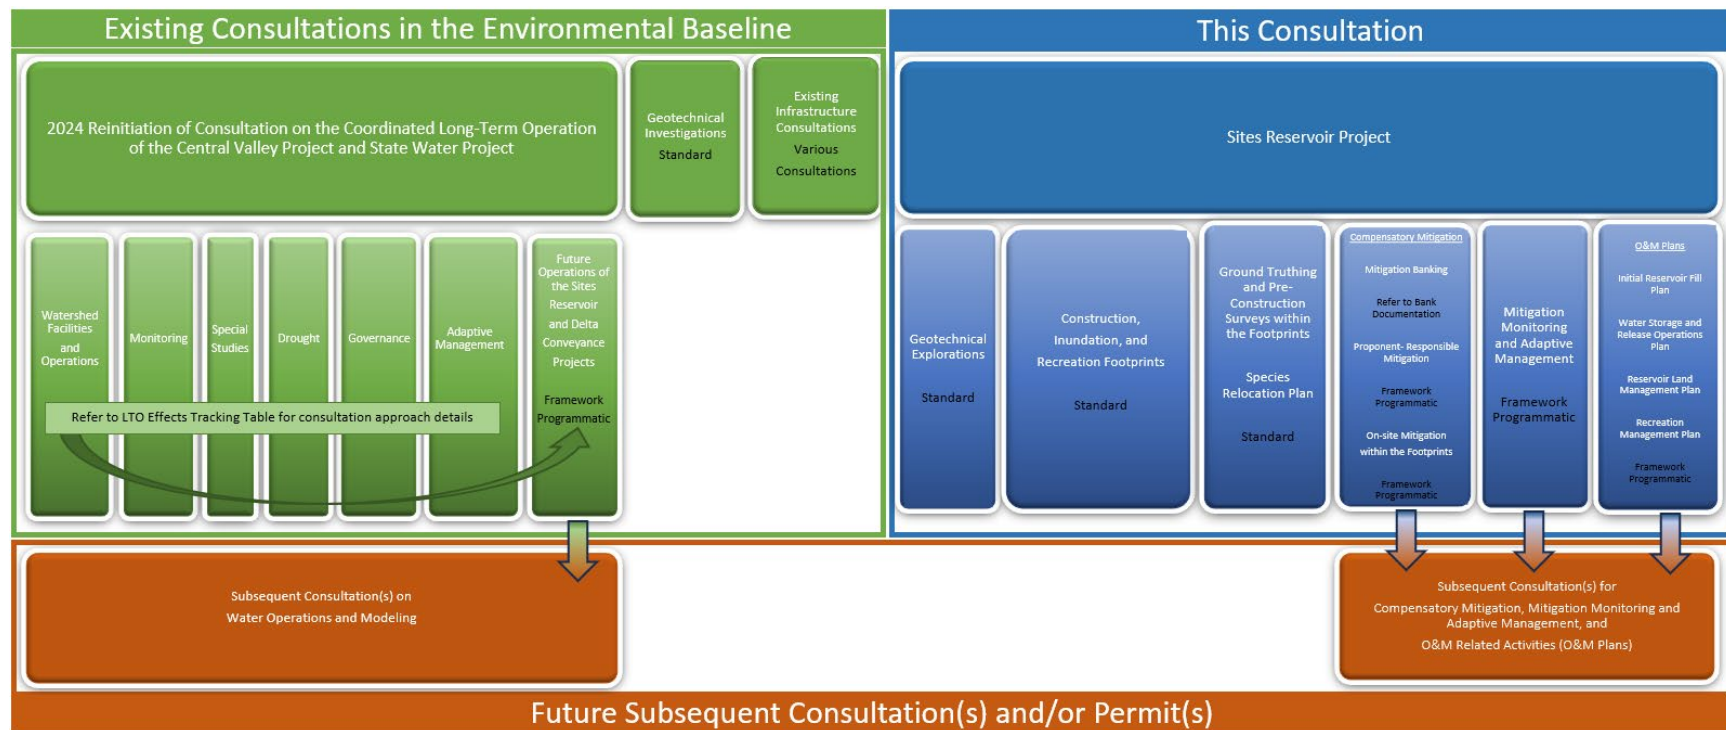 Existing Consultations in the Environmental Baseline
This Consultation
2024 Reinitiation of Consultation on the Coordinated Long-Term Operation
of the Central Valley Project and State Water Project
Geotechnical
Investigations
Standard
Existing
Infrastructure
Consultations
Various
Consultations
Sites Reservoir Project
Watershed
Facilities
and
Operations
Monitoring
Special
Studies
Drought
Governance
Adaptive
Management
Future
Operations of
the Sites
Reservoir
and Delta
Conveyance
Projects
Framework
Programmatic
Refer to LTO Effects Tracking Table for consultation approach details
Geotechnical
Explorations
Standard
Construction,
Inundation, and
Recreation Footprints
Standard
Ground Truthing
and Pre-
Construction
Surveys within
the Footprints
Species
Relocation Plan
Standard
Compensatory Mitigation
Mitigation Banking
Refer to Bank
Documentation
Proponent- Responsible
Mitigation
Framework
Programmatic
On-site Mitigation
within the Footprints
Framework
Programmatic
Mitigation
Monitoring
and Adaptive
Management
Framework
Programmatic
O&M Plans
Initial Reservoir Fill
Plan
Water Storage and
Release Operations
Plan
Reservoir Land
Management Plan
Recreation
Management Plan
Framework
Programmatic
Subsequent Consultation(s) on
Water Operations and Modeling
Subsequent Consultation(s) for
Compensatory Mitigation, Mitigation Monitoring and
Adaptive Management, and
O&M Related Activities (O&M Plans)
Future Subsequent Consultation(s) and/or Permit(s)